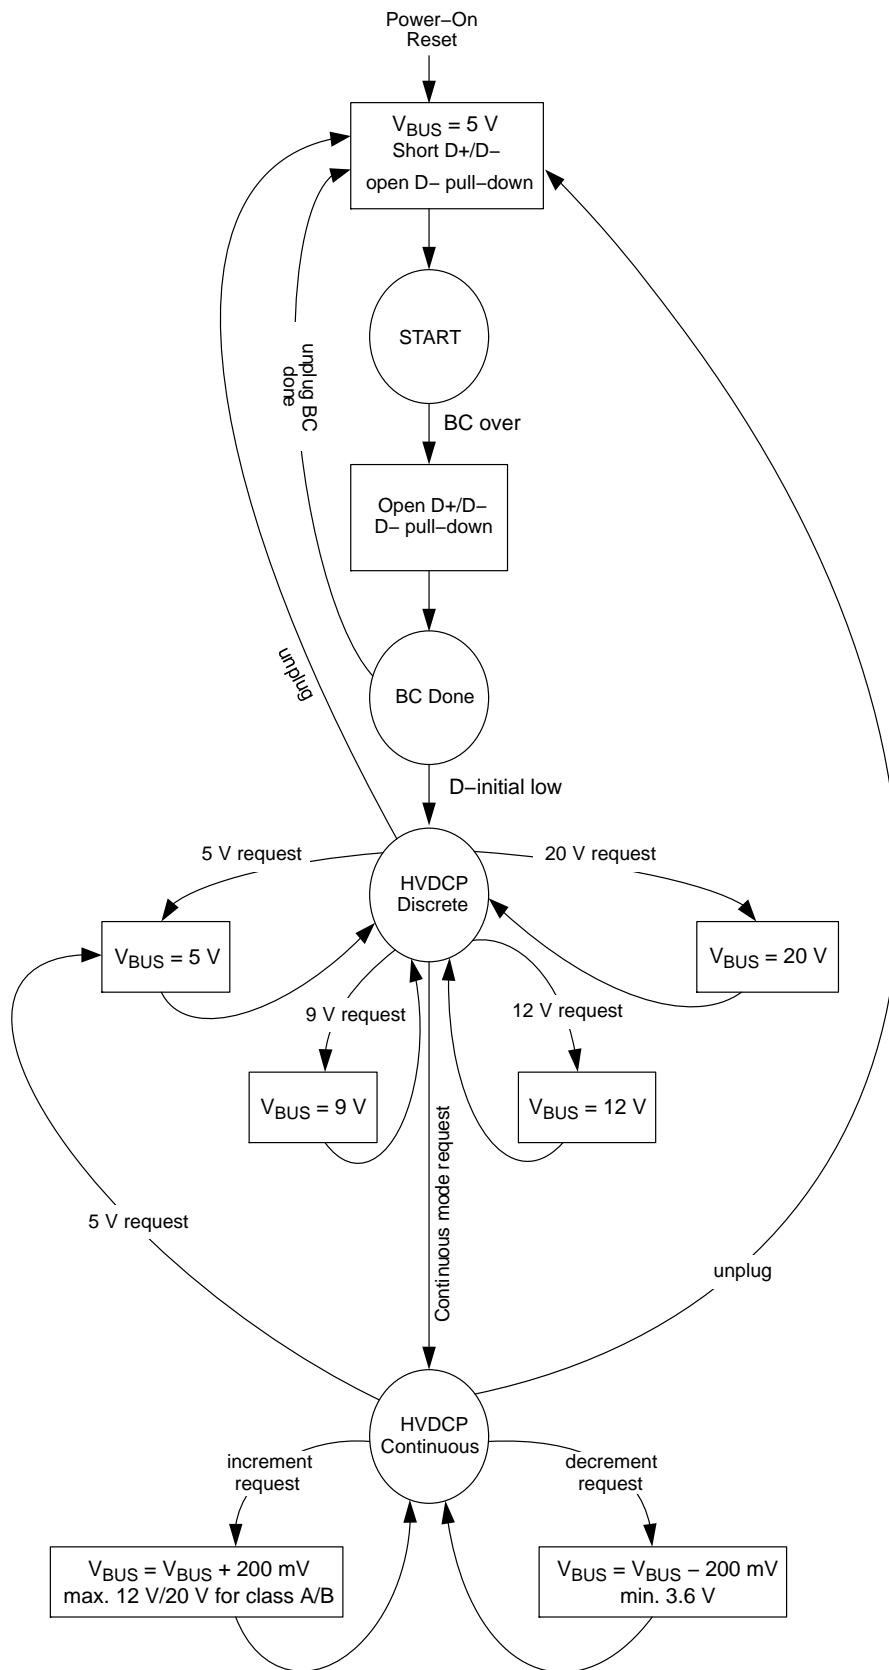 Power–On
Reset
VBUS = 5 V
Short D+/D–
open D– pull–down
START
unplug BC
done
BC over
Open D+/D–
D– pull–down
unplug
BC Done
D–initial low
5 V request
HVDCP
Discrete
20 V request
VBUS = 5 V
VBUS = 20 V
9 V request
12 V request
VBUS = 9 V
VBUS = 12 V
Continuous mode request
5 V request
unplug
HVDCP
Continuous
increment
request
decrement
request
VBUS = VBUS + 200 mV
max. 12 V/20 V for class A/B
VBUS = VBUS – 200 mV
min. 3.6 V